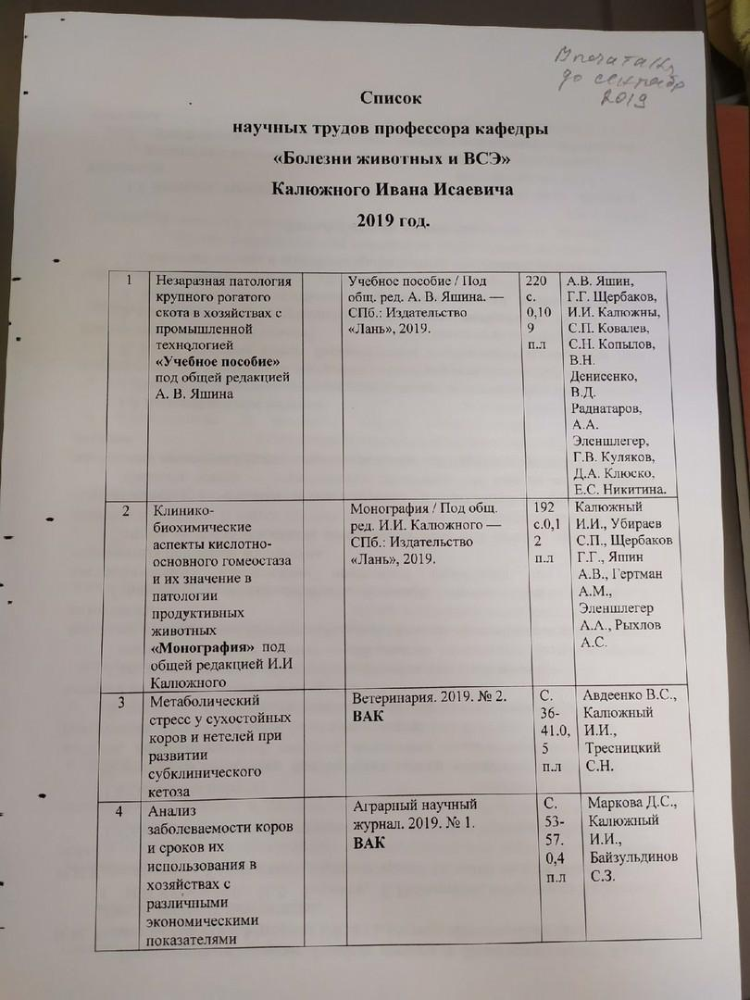 до сентябр
2019
Список
научных трудов профессора кафедры
«Болезни животных и ВСЭ»
Калюжного Ивана Исаевича
2019 год.
1
Незаразная патология
крупного рогатого
скота в хозяйствах с
промышленной
технологией
«Учебное пособие»
под общей редакцией
А. В. Яшина
Учебное пособие / Под
общ. ред. А. В. Яшина. —
СПб.: Издательство
«Лань», 2019.
220
с.
0,10
9
п.л
А.В. Яшин,
Г.Г. Щербаков,
И.И. Калюжны,
С.П. Ковалев,
С.Н. Копылов,
В.Н.
Денисенко,
В.Д.
Раднатаров,
А.А.
Эленшлегер,
Г.В. Куляков,
Д.А. Клюско,
Е.С. Никитина.
2
Клинико-
биохимические
аспекты кислотно-
основного гомеостаза
и их значение в
патологии
продуктивных
животных
«Монография» под
общей редакцией И.И
Калюжного
Монография / Под общ.
ред. И.И. Калюжного —
СПб.: Издательство
«Лань», 2019.
192
с.0,1
2
п.л
Калюжный
И.И., Убираев
С.П., Щербаков
Г.Г., Яшин
А.В., Гертман
А.М.,
Эленшлегер
А.А., Рыхлов
А.С.
3
Метаболический
стресс у сухостойных
коров и нетелей при
развитии
субклинического
кетоза
Ветеринария. 2019. № 2.
ВАК
С.
36-
41.0,
5
п.л
Авдеенко В.С.,
Калюжный
И.И.,
Тресницкий
С.Н.
4
Анализ
заболеваемости коров
и сроков их
использования в
хозяйствах с
различными
экономическими
показателями
Аграрный научный
журнал. 2019. № 1.
ВАК
С.
53-
57.
0,4
п.л
Маркова Д.С.,
Калюжный
И.И.,
Байзульдинов
С.З.